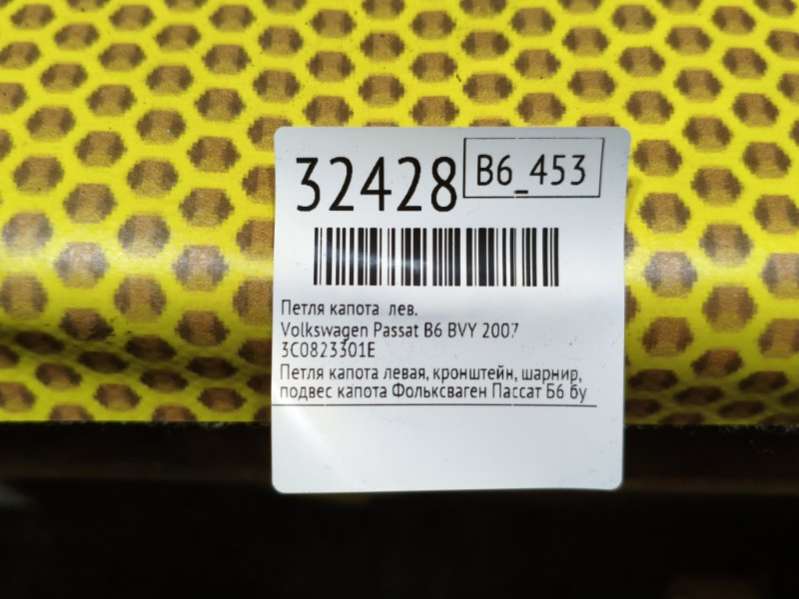 32428 B6_453
Петля капота лев.
Volkswagen Passat B6 BVY 2007
3C0823301E
Петля капота левая, кронштейн, шарнир,
подвес капота Фольксваген Пассат Б6 бу